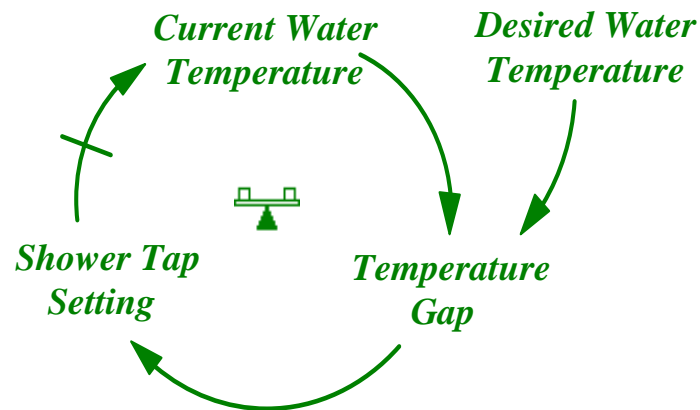 Current Water
Temperature
Desired Water
Temperature
Shower Tap
Setting
Temperature
Gap